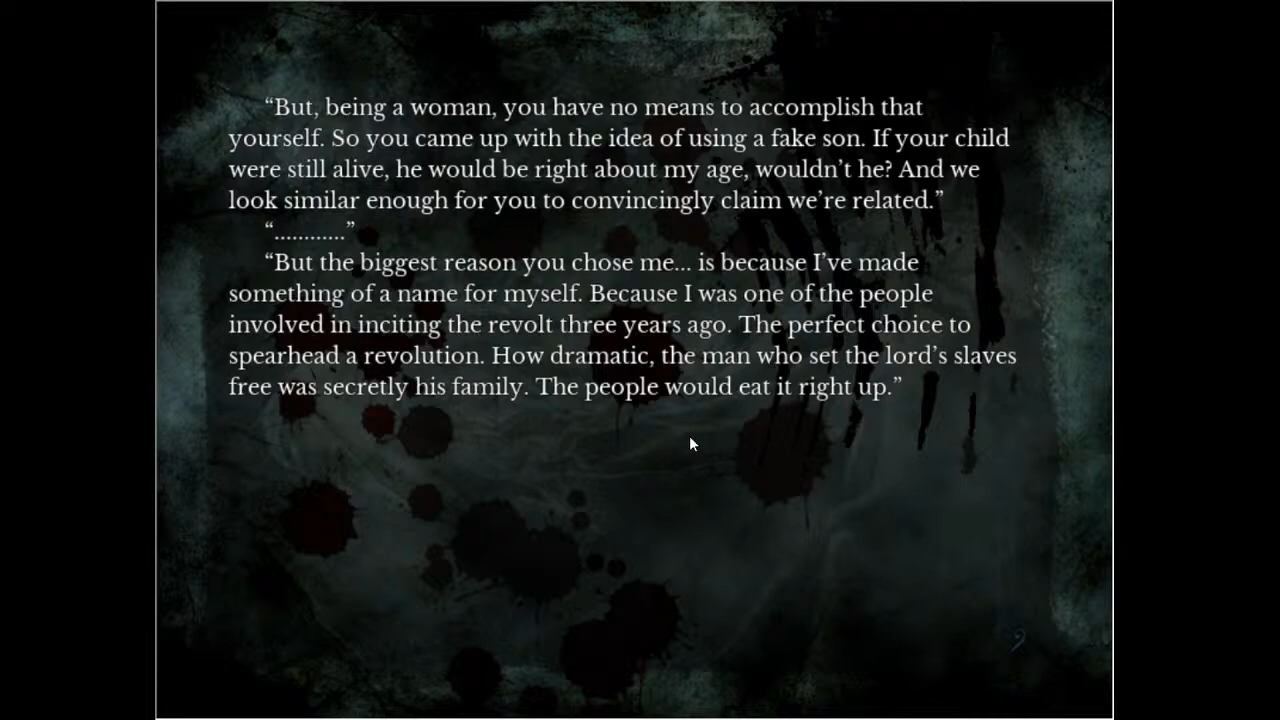 “But, being a woman, you have no means to accomplish that
yourself. So you came up with the idea of using a fake son. If your child
were still alive, he would be right about my age, wouldn’t he? And we
look similar enough for you to convincingly claim we’re related.”
“............”
“But the biggest reason you chose me... is because I’ve made
something of a name for myself. Because I was one of the people
involved in inciting the revolt three years ago. The perfect choice to
spearhead a revolution. How dramatic, the man who set the lord’s slaves
free was secretly his family. The people would eat it right up.”